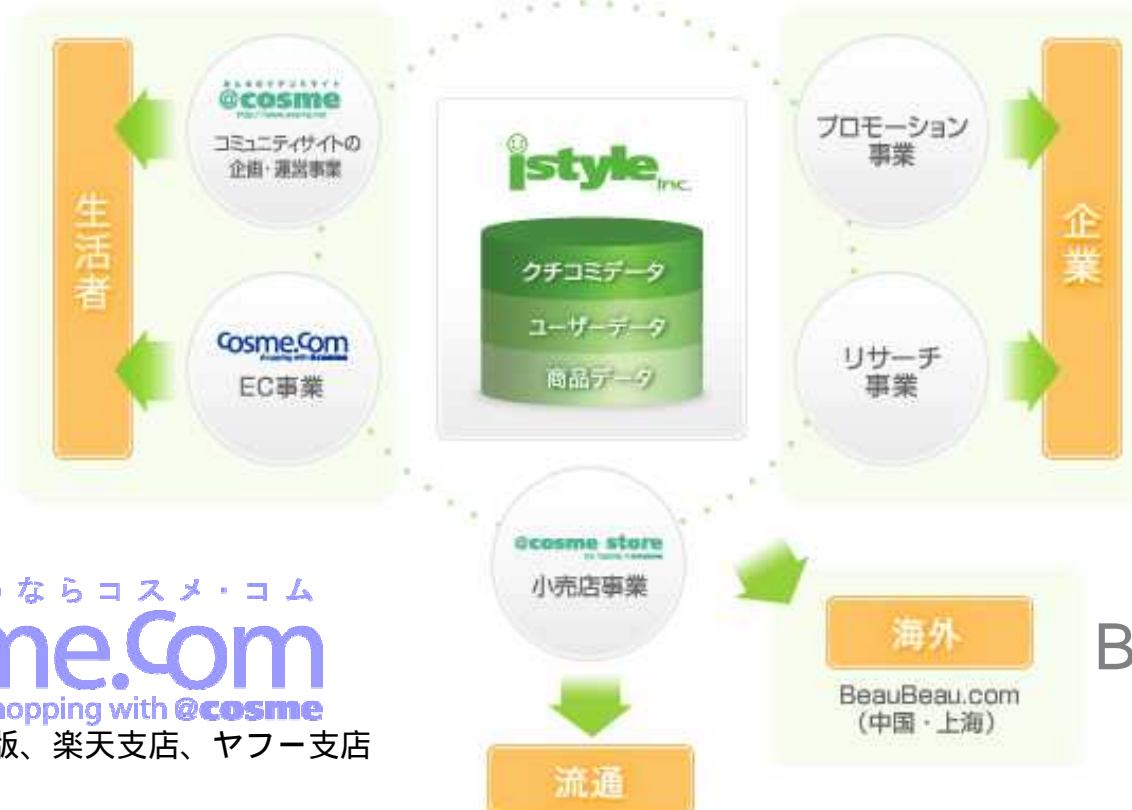 @cosme
コミュニティサイトの
企画・運営事業
生活者
Cosme.Com
EC事業
istyle Inc.
クチコミデータ
ユーザーデータ
商品データ
プロモーション
事業
リサーチ
事業
企業
@cosme store
小売店事業
海外
BeauBeau.com
(中国・上海)
流通
ならコスメ・コム
me.Com
hopping with @cosme
版、楽天支店、ヤフー支店
B